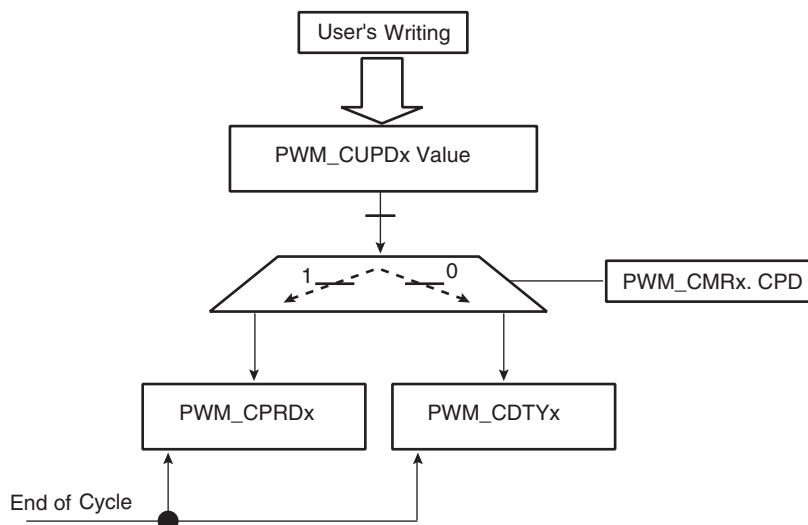 User's Writing
PWM_CUPDx Value
1
0
PWM_CMRx. CPD
PWM_CPRDx
PWM_CDTYx
End of Cycle